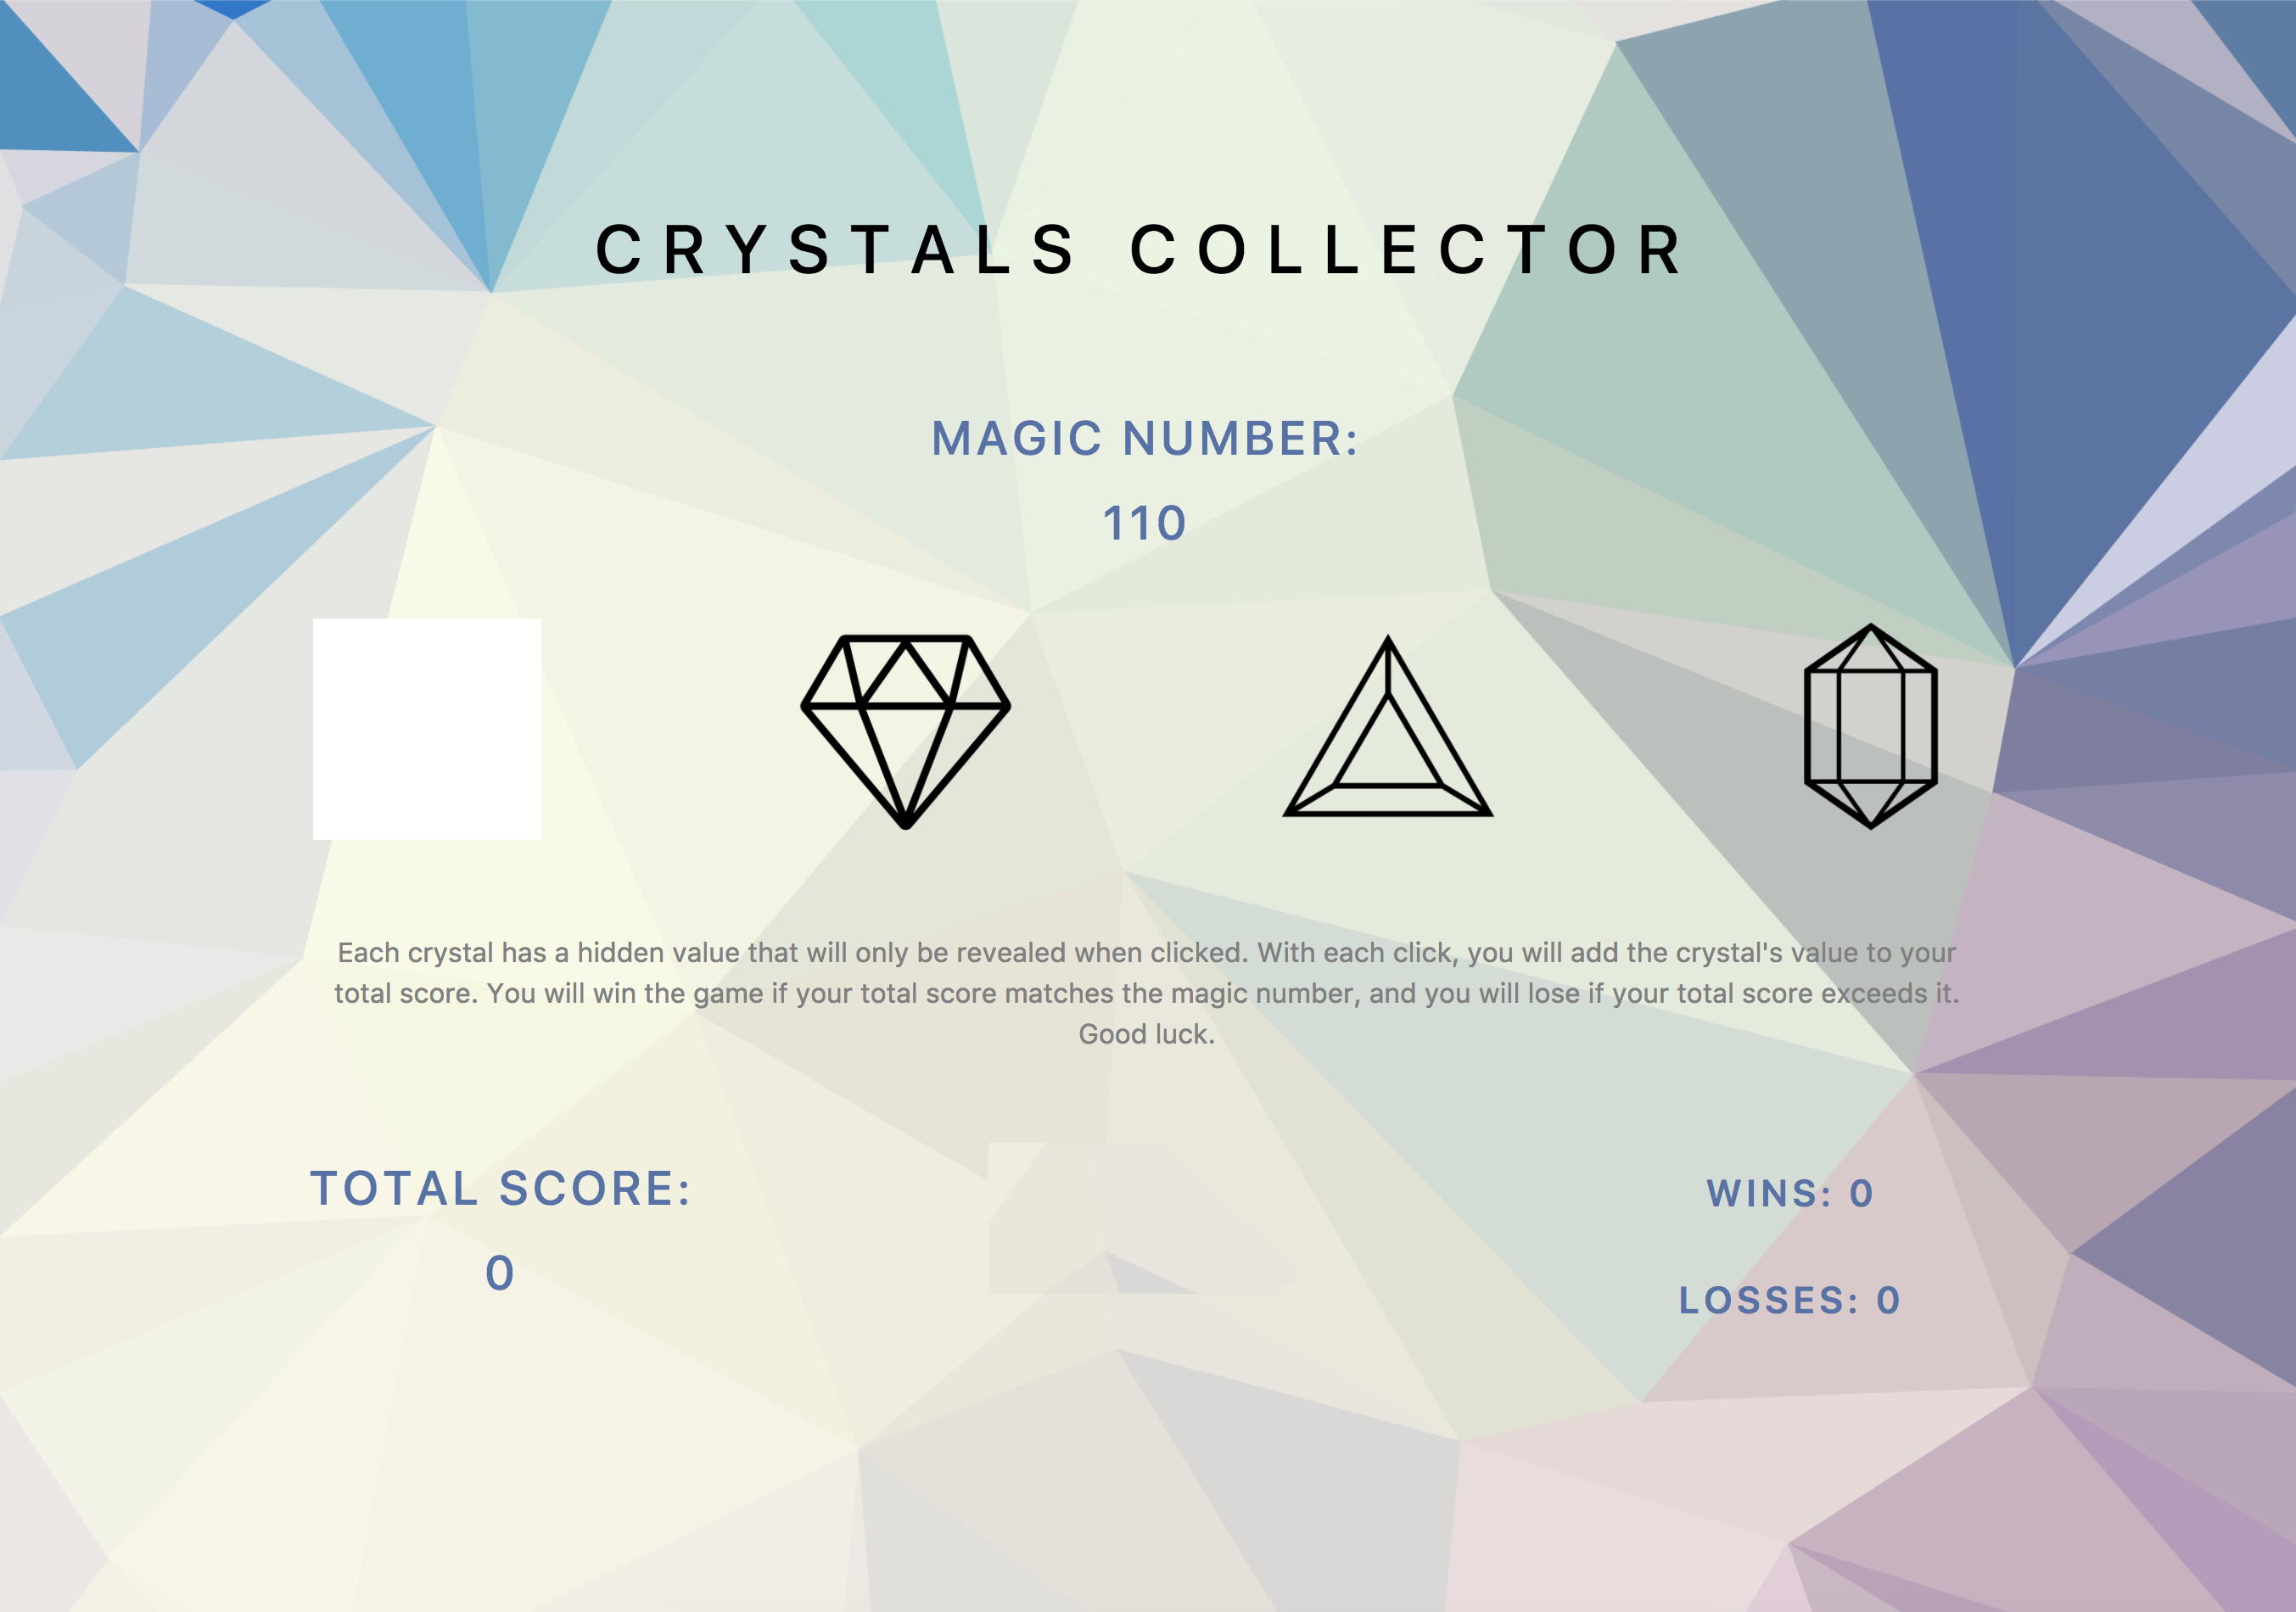 CRYSTALS COLLECTOR
MAGIC NUMBER:
110
Each crystal has a hidden value that will only be revealed when clicked. With each click, you will add the crystal's value to your
total score. You will win the game if your total score matches the magic number, and you will lose if your total score exceeds it.
Good luck.
TOTAL SCORE:
0
WINS: 0
LOSSES: 0